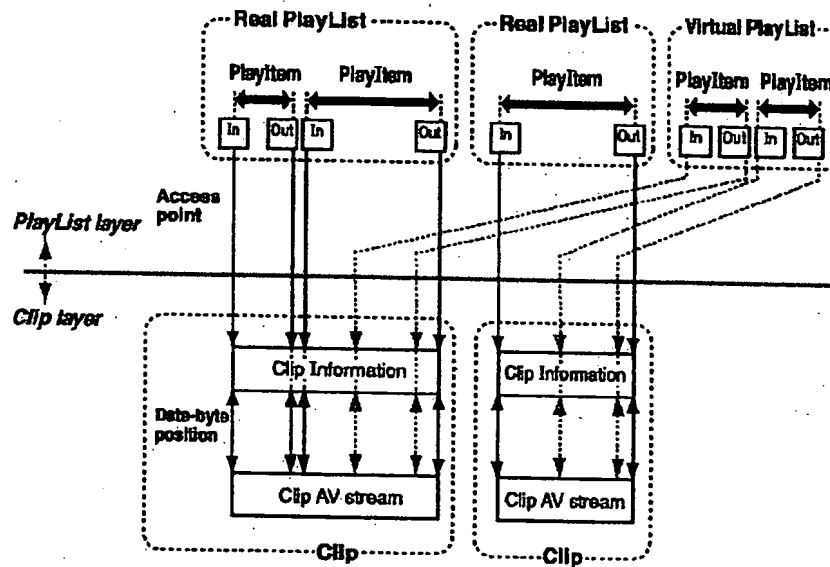 Real PlayList Real PlayList Virtual PlayList
PlayItem PlayItem PlayItem PlayItem PlayItem
In Out In Out In Out In Out In Out
Access
point
PlayList layer
Clip layer
Clip Information Clip Information
Data-byte
position
Clip AV stream Clip AV stream
Clip Clip